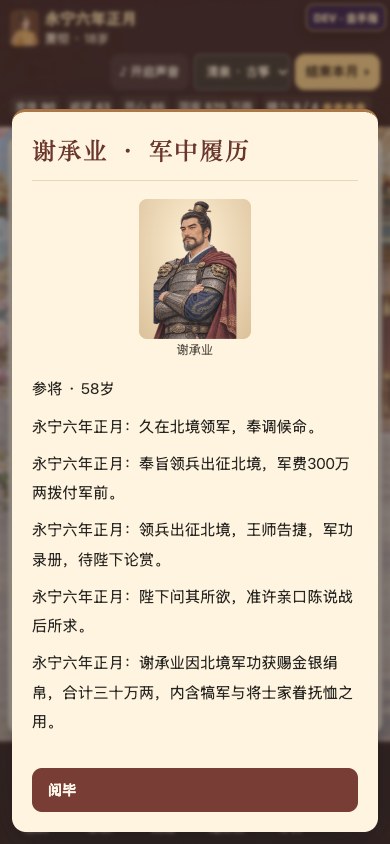 永宁六年正月
DEV
结束本月 ›
谢承业 · 军中履历
谢承业
参将 · 58岁
永宁六年正月：久在北境领军，奉调候命。
永宁六年正月：奉旨领兵出征北境，军费300万
两拨付军前。
永宁六年正月：领兵出征北境，王师告捷，军功
录册，待陛下论赏。
永宁六年正月：陛下问其所欲，准许亲口陈说战
后所求。
永宁六年正月：谢承业因北境军功获赐金银绢
帛，合计三十万两，内含犒军与将士家眷抚恤之
用。
阅毕